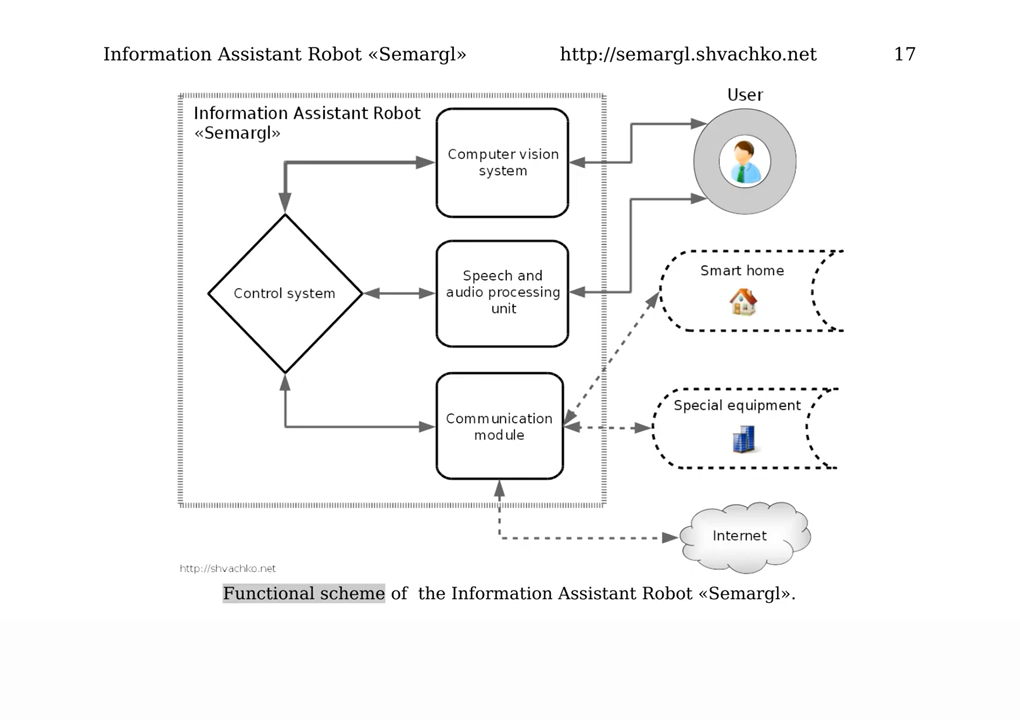 Information Assistant Robot «Semargl» http://semargl.shvachko.net 17
User
Information Assistant Robot
«Semargl»
Computer vision
system
Smart home
Speech and
audio processing
unit
Control system
Special equipment
Communication
module
Internet
http://shvachko.net
Functional scheme of the Information Assistant Robot «Semargl».